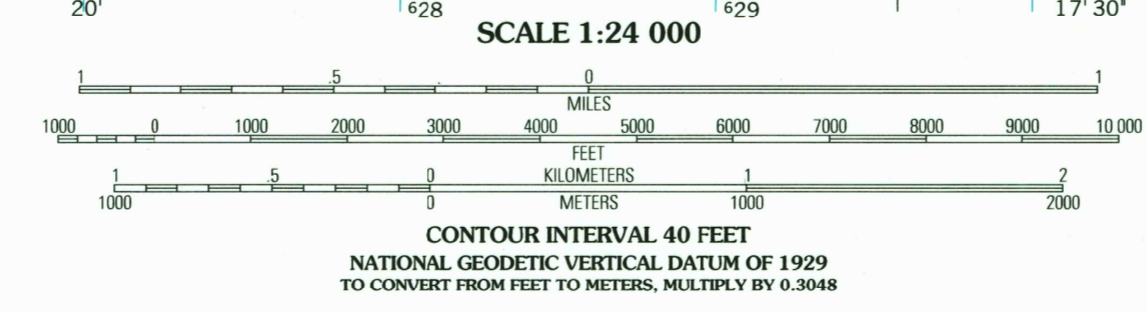 20' 628 629 17'30"
SCALE 1:24 000
1 .5 0 1
MILES
1000 0 1000 2000 3000 4000 5000 6000 7000 8000 9000 10 000
FEET
1 .5 0 KILOMETERS 1 2
1000 0 METERS 1000 2000
CONTOUR INTERVAL 40 FEET
NATIONAL GEODETIC VERTICAL DATUM OF 1929
TO CONVERT FROM FEET TO METERS, MULTIPLY BY 0.3048